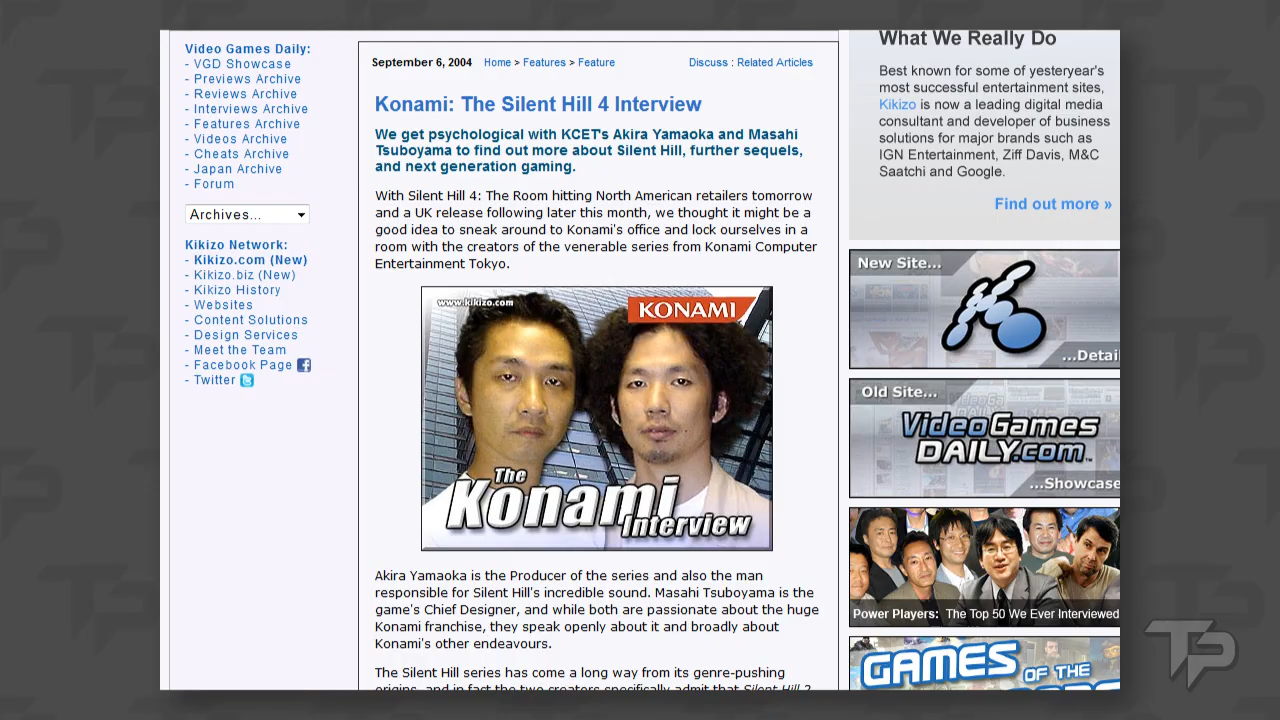 Video Games Daily:
- VGD Showcase
- Previews Archive
- Reviews Archive
- Interviews Archive
- Features Archive
- Videos Archive
- Cheats Archive
- Japan Archive
- Forum
Archives...
Kikizo Network:
- Kikizo.com (New)
- Kikizo.biz (New)
- Kikizo History
- Websites
- Content Solutions
- Design Services
- Meet the Team
- Facebook Page
- Twitter
September 6, 2004 Home > Features > Feature Discuss : Related Articles
Konami: The Silent Hill 4 Interview
We get psychological with KCET's Akira Yamaoka and Masahi
Tsuboyama to find out more about Silent Hill, further sequels,
and next generation gaming.
With Silent Hill 4: The Room hitting North American retailers tomorrow
and a UK release following later this month, we thought it might be a
good idea to sneak around to Konami's office and lock ourselves in a
room with the creators of the venerable series from Konami Computer
Entertainment Tokyo.
www.kikizo.com
KONAMI
The
Konami
Interview
Akira Yamaoka is the Producer of the series and also the man
responsible for Silent Hill's incredible sound. Masahi Tsuboyama is the
game's Chief Designer, and while both are passionate about the huge
Konami franchise, they speak openly about it and broadly about
Konami's other endeavours.
The Silent Hill series has come a long way from its genre-pushing
origins, and in fact the two creators specifically admit that Silent Hill 2
What We Really Do
Best known for some of yesteryear's
most successful entertainment sites,
Kikizo is now a leading digital media
consultant and developer of business
solutions for major brands such as
IGN Entertainment, Ziff Davis, M&C
Saatchi and Google.
Find out more »
New Site...
...Detai
Old Site...
VideoGames
DAILY.com™
...Showcase
Power Players: The Top 50 We Ever Interviewed
GAMES OF THE
TP